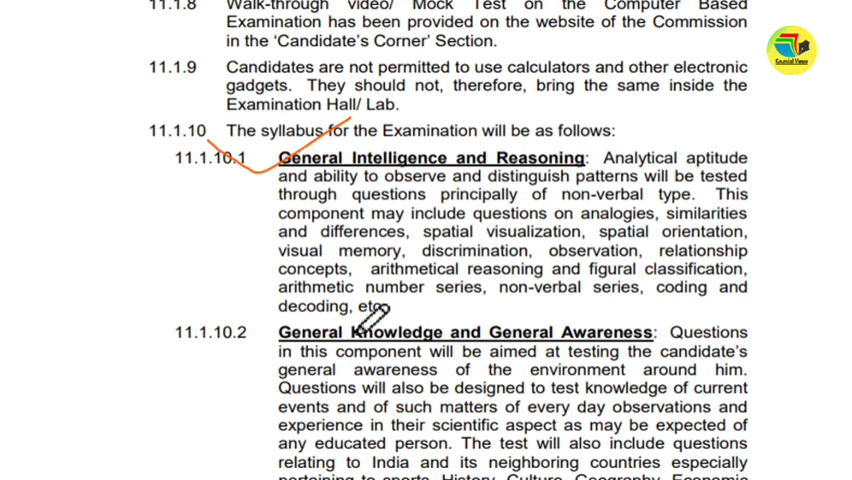 11.1.8 Walk-through video/ Mock Test on the Computer Based
Examination has been provided on the website of the Commission
in the ‘Candidate’s Corner’ Section.
11.1.9 Candidates are not permitted to use calculators and other electronic
gadgets. They should not, therefore, bring the same inside the
Examination Hall/ Lab.
11.1.10 The syllabus for the Examination will be as follows:
11.1.10.1 General Intelligence and Reasoning: Analytical aptitude
and ability to observe and distinguish patterns will be tested
through questions principally of non-verbal type. This
component may include questions on analogies, similarities
and differences, spatial visualization, spatial orientation,
visual memory, discrimination, observation, relationship
concepts, arithmetical reasoning and figural classification,
arithmetic number series, non-verbal series, coding and
decoding, etc.
11.1.10.2 General Knowledge and General Awareness: Questions
in this component will be aimed at testing the candidate’s
general awareness of the environment around him.
Questions will also be designed to test knowledge of current
events and of such matters of every day observations and
experience in their scientific aspect as may be expected of
any educated person. The test will also include questions
relating to India and its neighboring countries especially
pertaining to sports, History, Culture, Geography, Economic